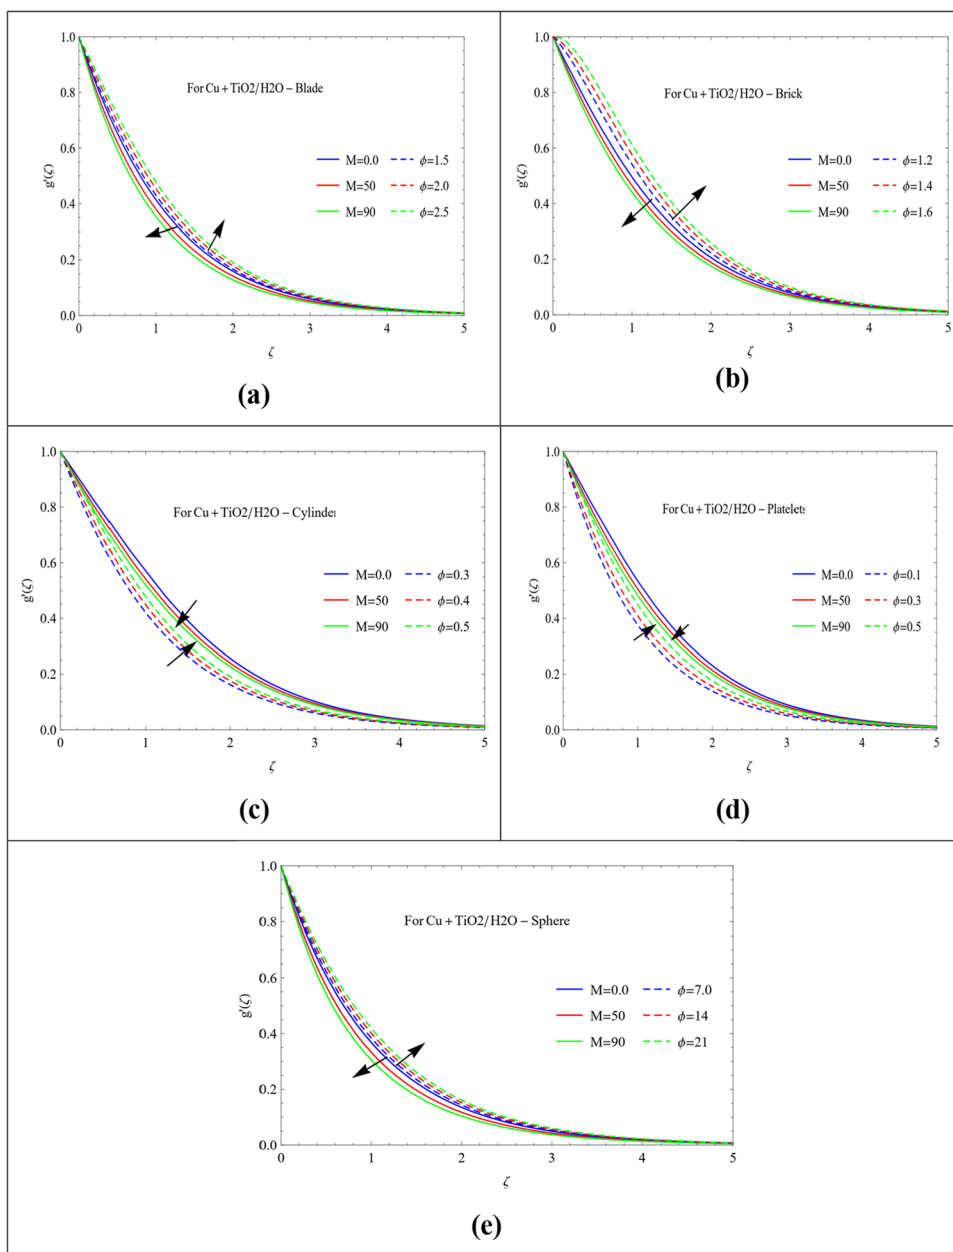 1.0
0.8
0.6
0.4
0.2
0.0
g'(ζ)
For Cu + TiO2/H2O – Blade
M=0.0 ϕ=1.5
M=50 ϕ=2.0
M=90 ϕ=2.5
0 1 2 3 4 5
ζ
(a)
1.0
0.8
0.6
0.4
0.2
0.0
g'(ζ)
For Cu + TiO2/H2O – Brick
M=0.0 ϕ=1.2
M=50 ϕ=1.4
M=90 ϕ=1.6
0 1 2 3 4 5
ζ
(b)
1.0
0.8
0.6
0.4
0.2
0.0
g'(ζ)
For Cu + TiO2/H2O – Cylinder
M=0.0 ϕ=0.3
M=50 ϕ=0.4
M=90 ϕ=0.5
0 1 2 3 4 5
ζ
(c)
1.0
0.8
0.6
0.4
0.2
0.0
g'(ζ)
For Cu + TiO2/H2O – Platelets
M=0.0 ϕ=0.1
M=50 ϕ=0.3
M=90 ϕ=0.5
0 1 2 3 4 5
ζ
(d)
1.0
0.8
0.6
0.4
0.2
0.0
g'(ζ)
For Cu + TiO2/H2O – Sphere
M=0.0 ϕ=7.0
M=50 ϕ=14
M=90 ϕ=21
0 1 2 3 4 5
ζ
(e)